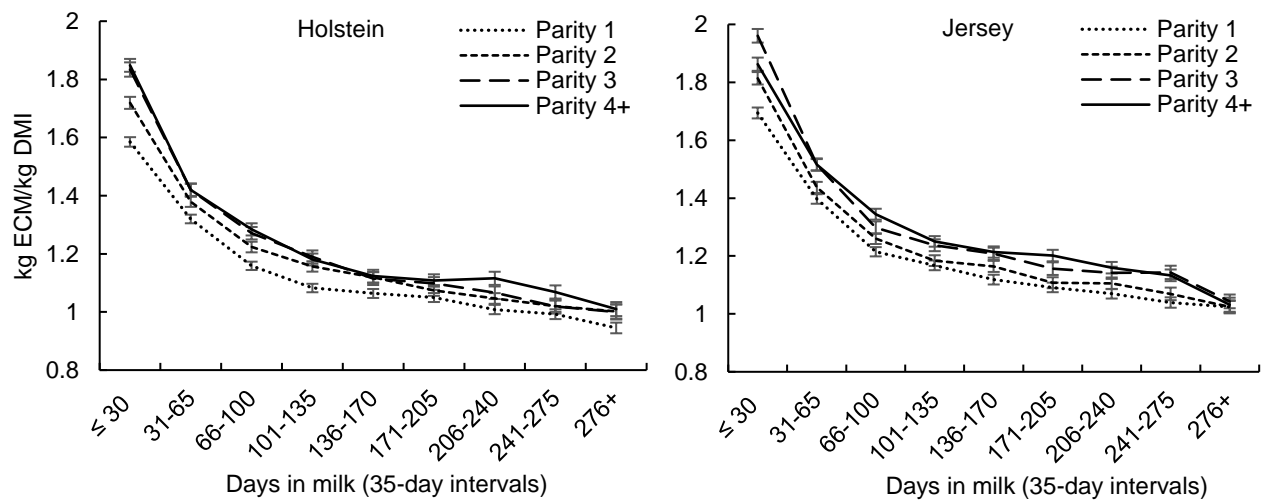 Holstein
Parity 1
Parity 2
Parity 3
Parity 4+
kg ECM/kg DMI
2
1.8
1.6
1.4
1.2
1
0.8
≤ 30
31-65
66-100
101-135
136-170
171-205
206-240
241-275
276+
Days in milk (35-day intervals)
Jersey
Parity 1
Parity 2
Parity 3
Parity 4+
2
1.8
1.6
1.4
1.2
1
0.8
≤ 30
31-65
66-100
101-135
136-170
171-205
206-240
241-275
276+
Days in milk (35-day intervals)